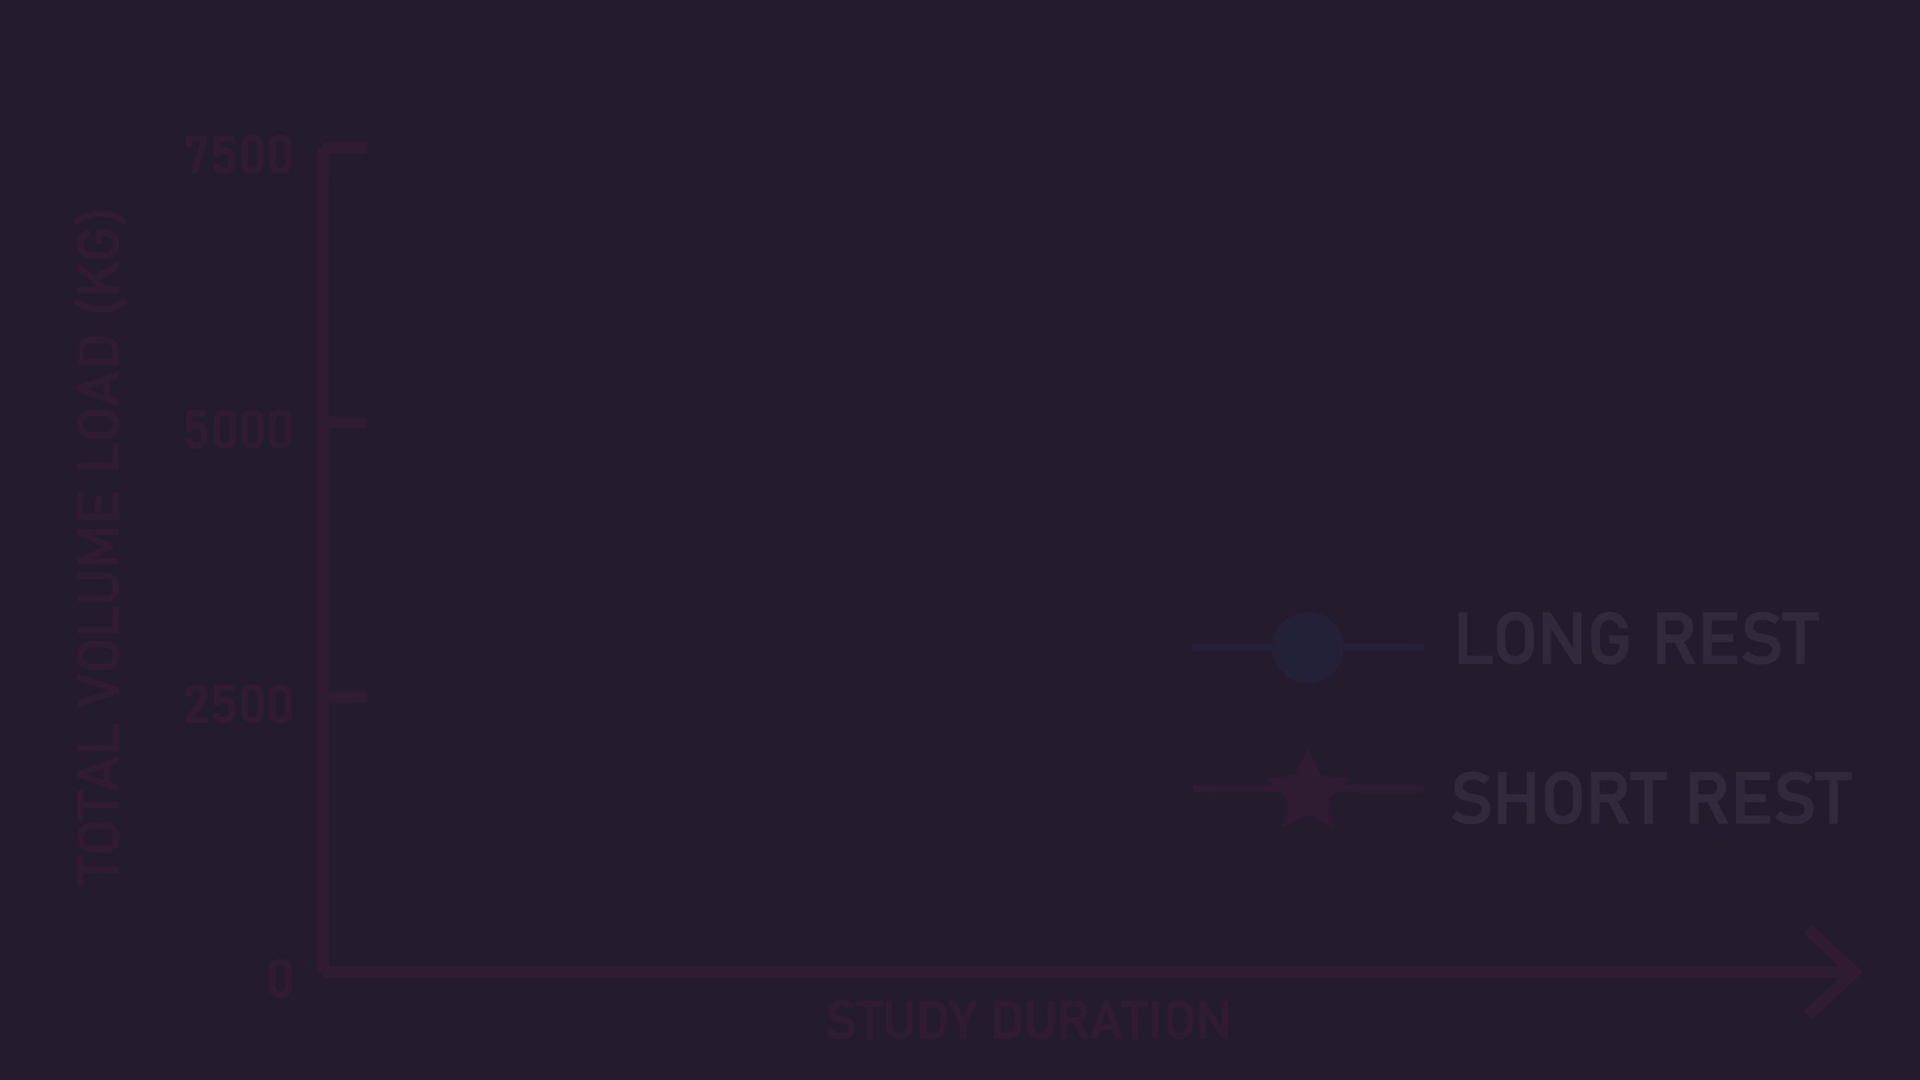 7500
TOTAL VOLUME LOAD (KG)
5000
2500
0
LONG REST
SHORT REST
STUDY DURATION